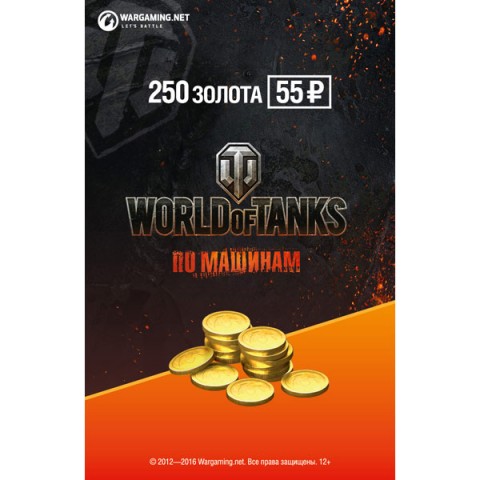 WARGAMING.NET
LET'S BATTLE
250 ЗОЛОТА 55 ₽
WORLD OF TANKS
ПО МАШИНАМ
© 2012—2016 Wargaming.net. Все права защищены. 12+